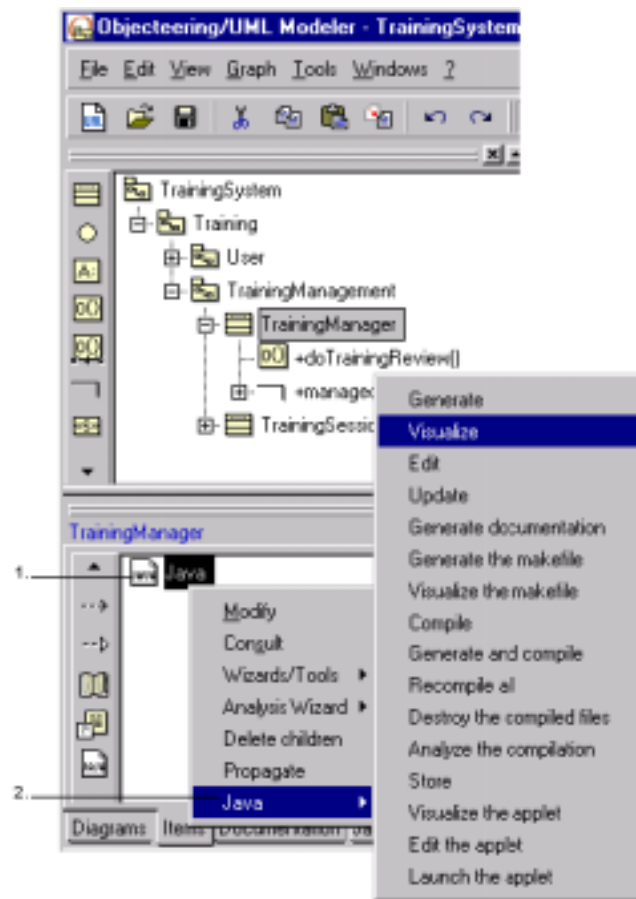 Objecteering/UML Modeler - TrainingSystem
File Edit View Graph Tools Windows ?
TrainingSystem
Training
User
TrainingManagement
TrainingManager
+doTrainingReview()
+managed
TrainingSessio
TrainingManager
1.
Java
Modify
Consult
Wizards/Tools
Analysis Wizard
Delete children
Propagate
2.
Java
Generate
Visualize
Edit
Update
Generate documentation
Generate the makefile
Visualize the makefile
Compile
Generate and compile
Recompile al
Destroy the compiled files
Analyze the compilation
Store
Visualize the applet
Edit the applet
Launch the applet
Diagrams Items Documentation Ja